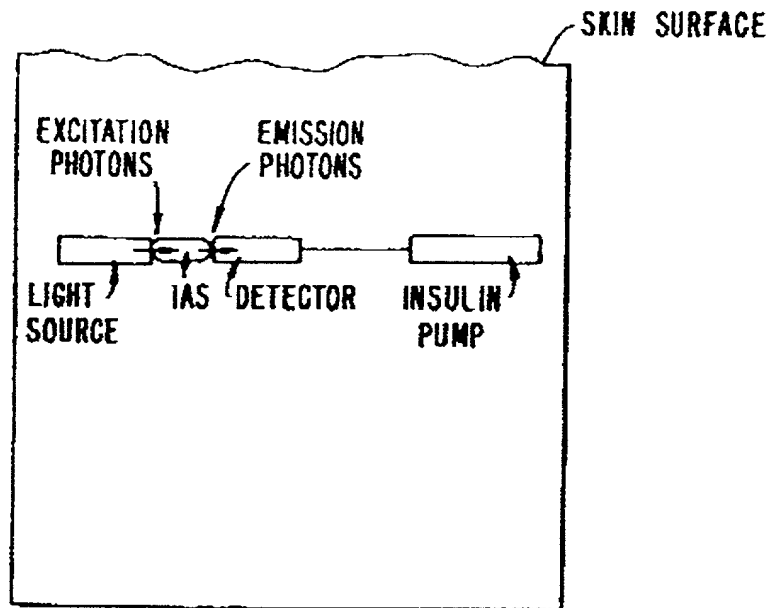 SKIN SURFACE
EXCITATION
PHOTONS
EMISSION
PHOTONS
LIGHT
SOURCE
IAS
DETECTOR
INSULIN
PUMP